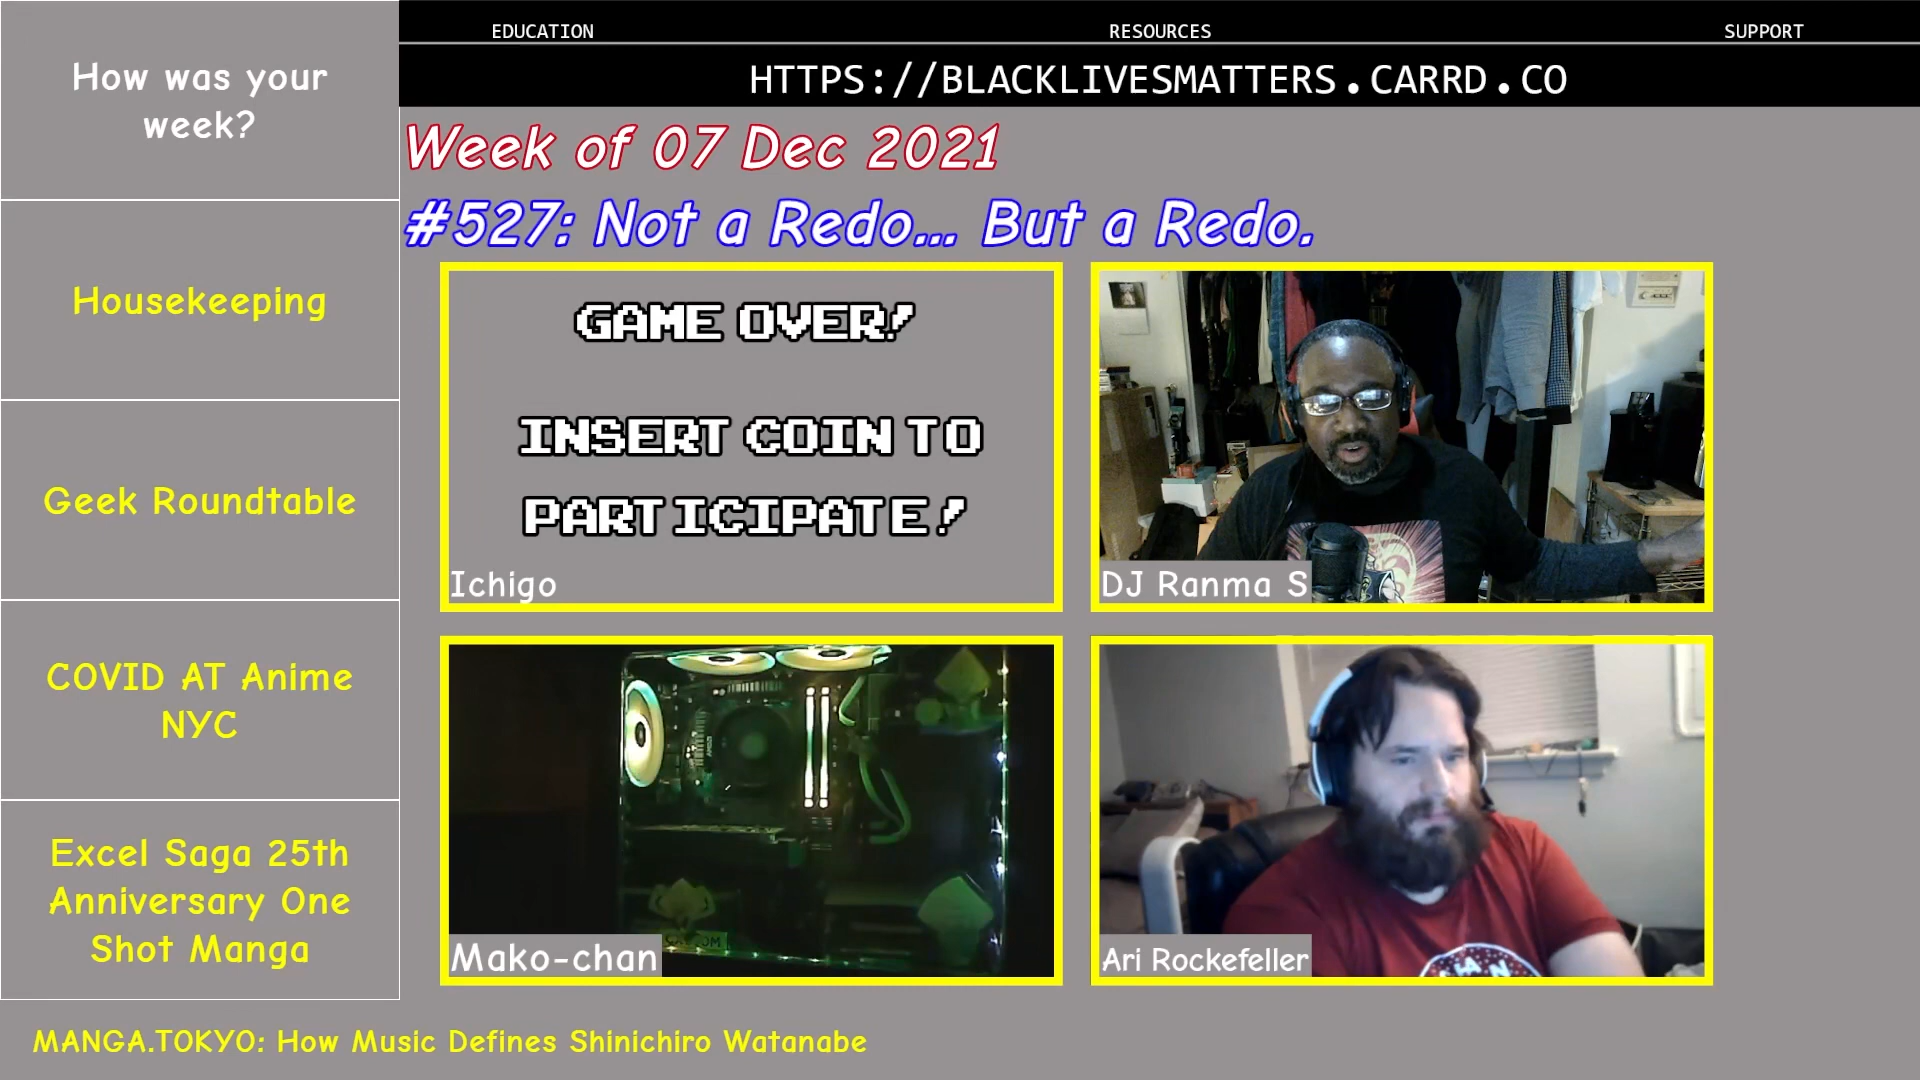 EDUCATION
RESOURCES
SUPPORT
HTTPS://BLACKLIVESMATTERS.CARRD.CO
How was your
week?
Housekeeping
Geek Roundtable
COVID AT Anime
NYC
Excel Saga 25th
Anniversary One
Shot Manga
Week of 07 Dec 2021
#527: Not a Redo... But a Redo.
GAME OVER!
INSERT COIN TO
PARTICIPATE!
Ichigo
DJ Ranma S
Mako-chan
Ari Rockefeller
MANGA.TOKYO: How Music Defines Shinichiro Watanabe